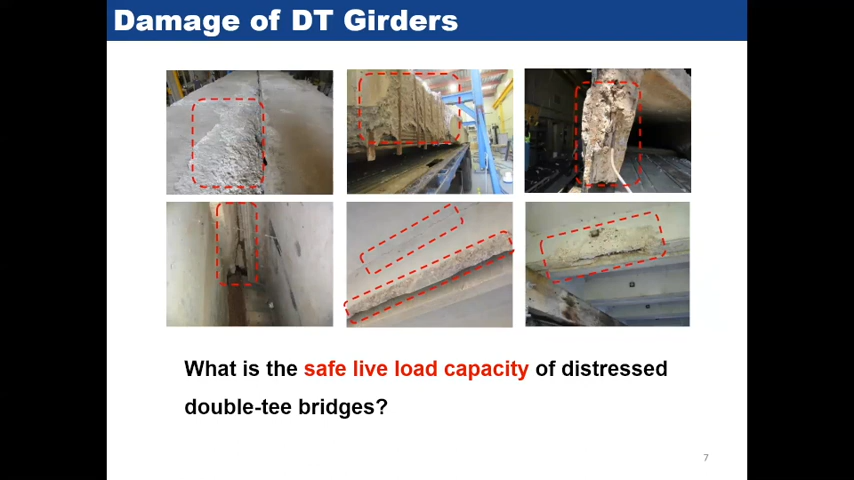 Damage of DT Girders
What is the safe live load capacity of distressed
double-tee bridges?
7